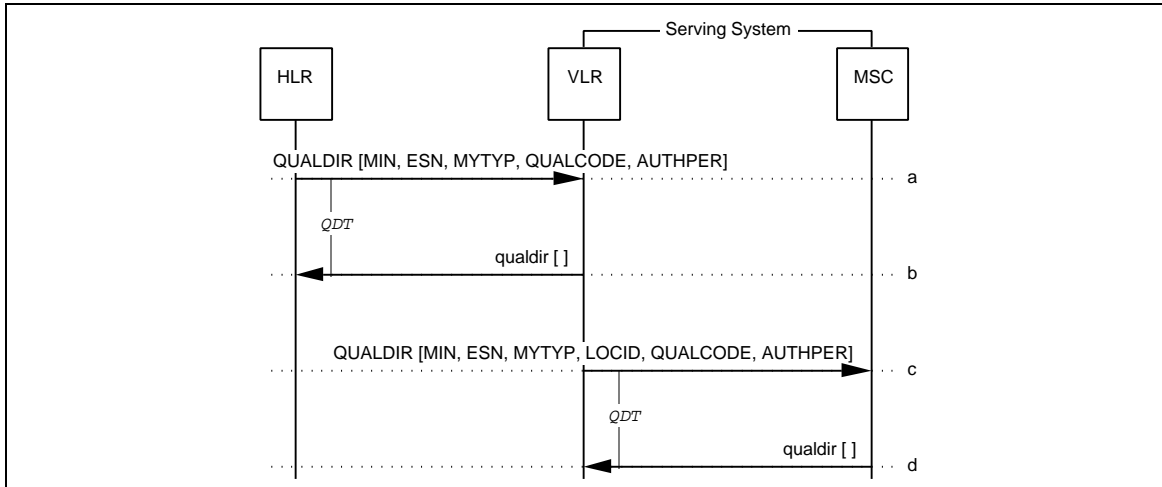 Serving System
HLR
VLR
MSC
QUALDIR [MIN, ESN, MYTYP, QUALCODE, AUTHPER]
a
QDT
qualdir [ ]
b
QUALDIR [MIN, ESN, MYTYP, LOCID, QUALCODE, AUTHPER]
c
QDT
qualdir [ ]
d